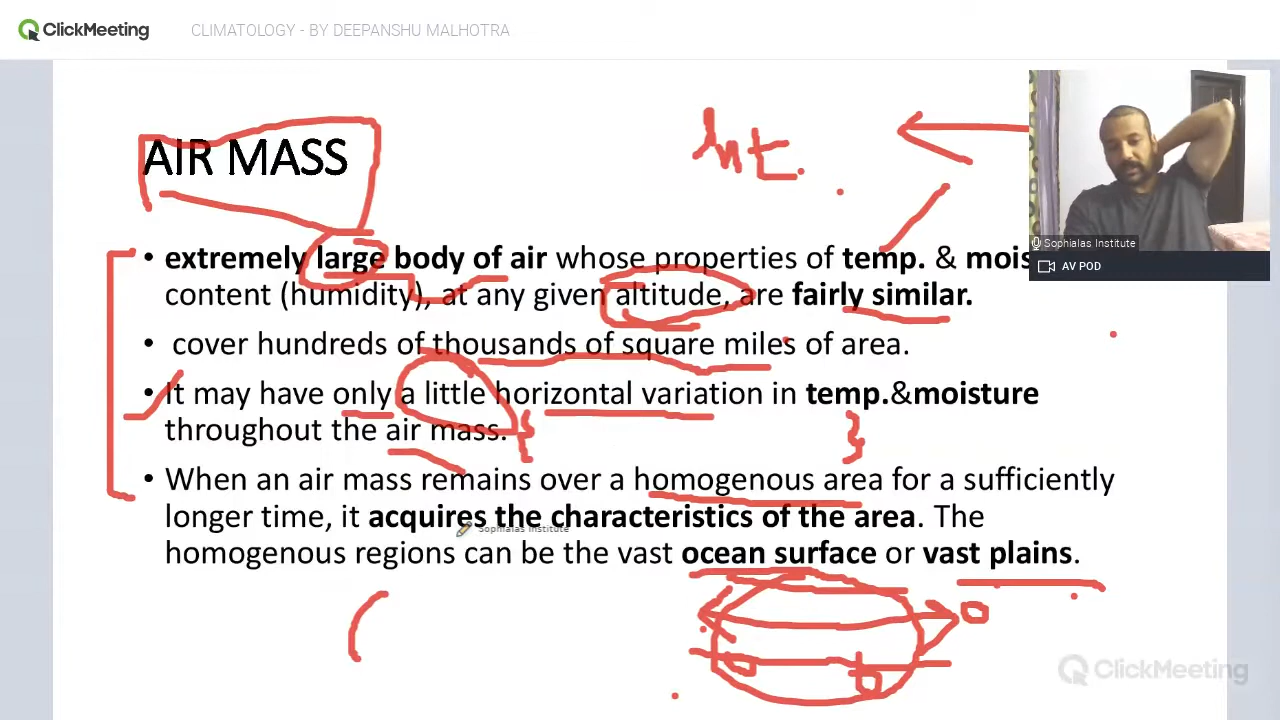 ClickMeeting
CLIMATOLOGY - BY DEEPANSHU MALHOTRA
AIR MASS
Int.
Sophialas Institute
AV POD
• extremely large body of air whose properties of temp. & mois
content (humidity), at any given altitude, are fairly similar.
• cover hundreds of thousands of square miles of area.
• It may have only a little horizontal variation in temp.&moisture
throughout the air mass.
• When an air mass remains over a homogenous area for a sufficiently
longer time, it acquires the characteristics of the area. The
Sophialas Institute
homogenous regions can be the vast ocean surface or vast plains.
ClickMeeting